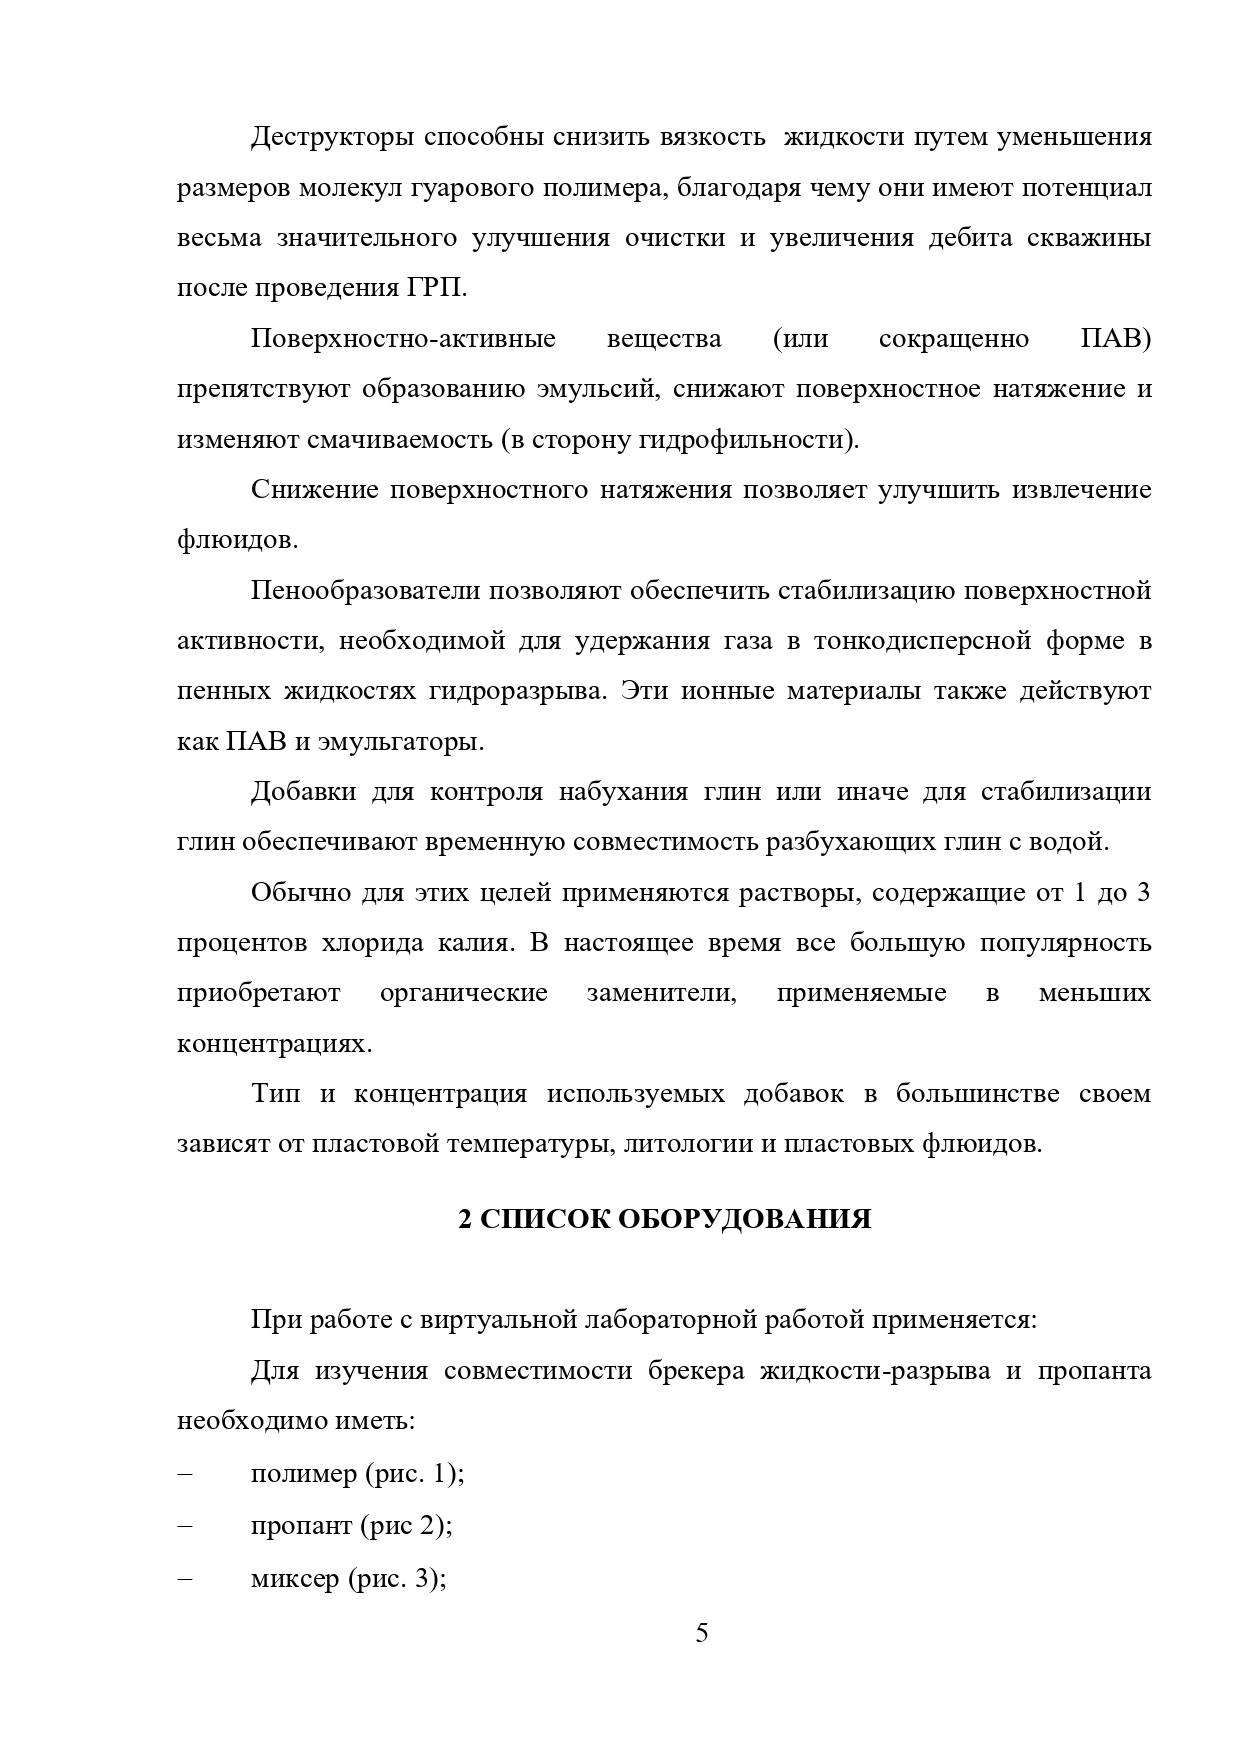 Деструкторы способны снизить вязкость  жидкости путем уменьшения
размеров молекул гуарового полимера, благодаря чему они имеют потенциал
весьма значительного улучшения очистки и увеличения дебита скважины
после проведения ГРП.
Поверхностно-активные вещества (или сокращенно ПАВ)
препятствуют образованию эмульсий, снижают поверхностное натяжение и
изменяют смачиваемость (в сторону гидрофильности).
Снижение поверхностного натяжения позволяет улучшить извлечение
флюидов.
Пенообразователи позволяют обеспечить стабилизацию поверхностной
активности, необходимой для удержания газа в тонкодисперсной форме в
пенных жидкостях гидроразрыва. Эти ионные материалы также действуют
как ПАВ и эмульгаторы.
Добавки для контроля набухания глин или иначе для стабилизации
глин обеспечивают временную совместимость разбухающих глин с водой.
Обычно для этих целей применяются растворы, содержащие от 1 до 3
процентов хлорида калия. В настоящее время все большую популярность
приобретают органические заменители, применяемые в меньших
концентрациях.
Тип и концентрация используемых добавок в большинстве своем
зависят от пластовой температуры, литологии и пластовых флюидов.
2 СПИСОК ОБОРУДОВАНИЯ
При работе с виртуальной лабораторной работой применяется:
Для изучения совместимости брекера жидкости-разрыва и пропанта
необходимо иметь:
– полимер (рис. 1);
– пропант (рис 2);
– миксер (рис. 3);
5